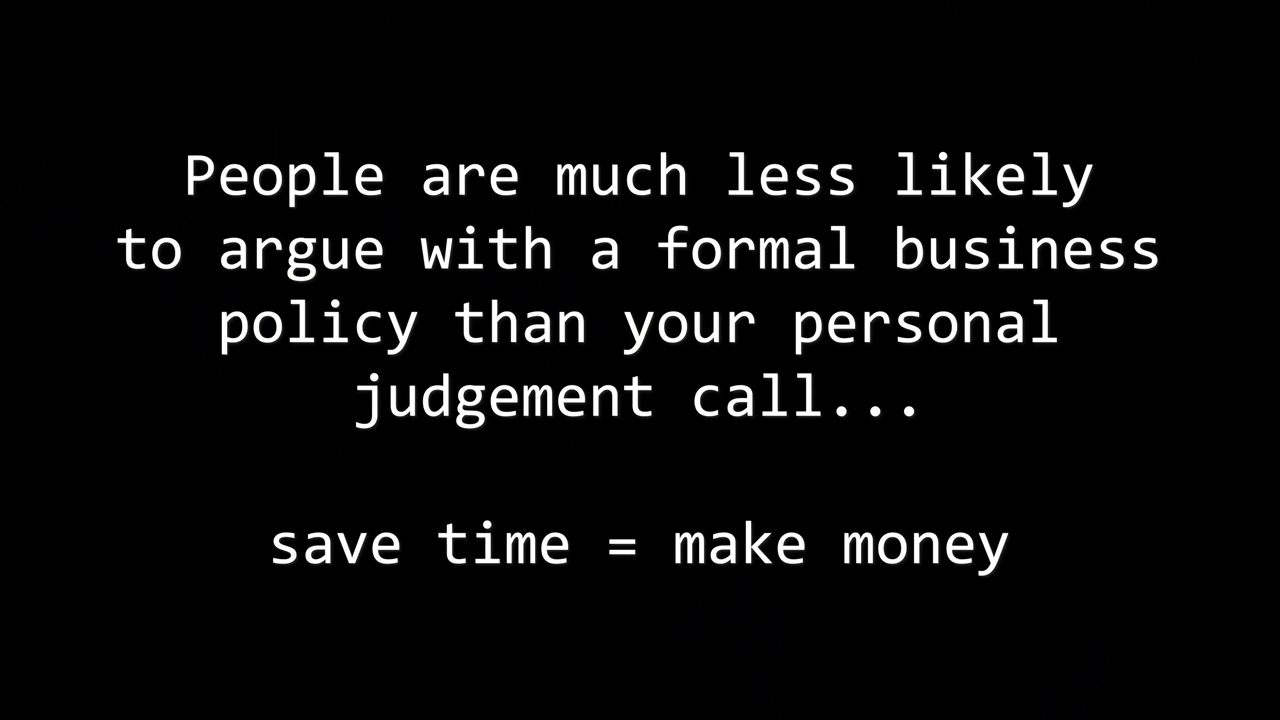 People are much less likely
to argue with a formal business
policy than your personal
judgement call...
save time = make money